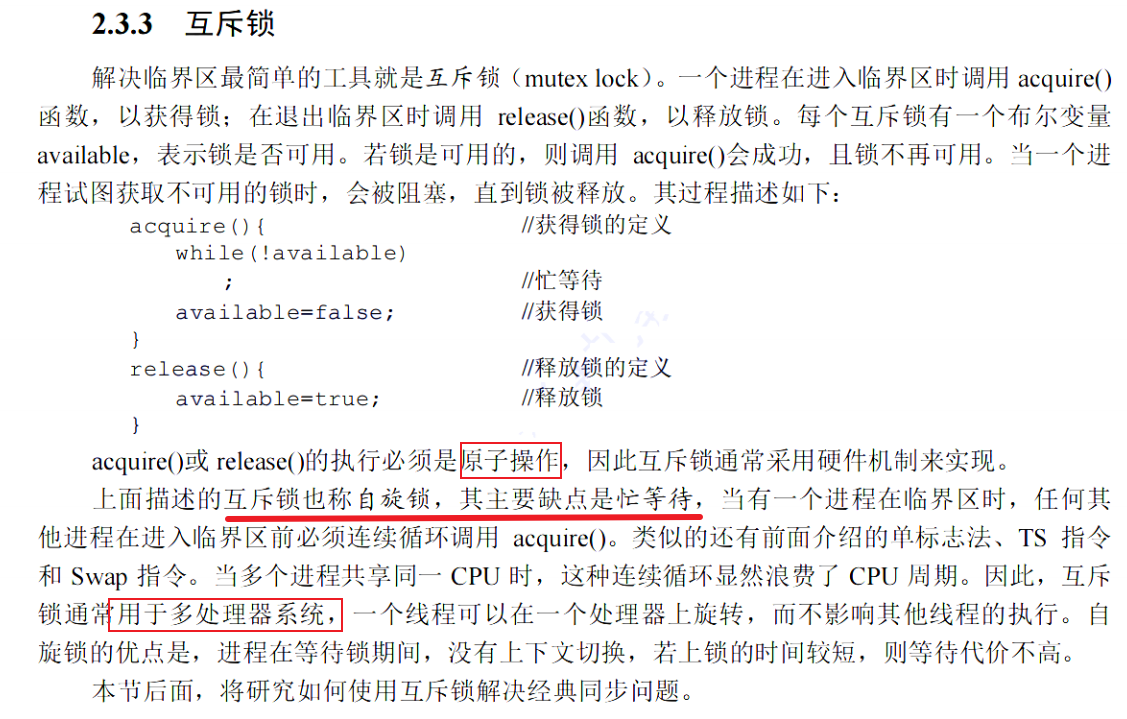 2.3.3 互斥锁
解决临界区最简单的工具就是互斥锁（mutex lock）。一个进程在进入临界区时调用 acquire()
函数，以获得锁；在退出临界区时调用 release()函数，以释放锁。每个互斥锁有一个布尔变量
available，表示锁是否可用。若锁是可用的，则调用 acquire()会成功，且锁不再可用。当一个进
程试图获取不可用的锁时，会被阻塞，直到锁被释放。其过程描述如下：
acquire(){ //获得锁的定义
while(!available)
; //忙等待
available=false; //获得锁
}
release(){ //释放锁的定义
available=true; //释放锁
}
acquire()或 release()的执行必须是原子操作，因此互斥锁通常采用硬件机制来实现。
上面描述的互斥锁也称自旋锁，其主要缺点是忙等待，当有一个进程在临界区时，任何其
他进程在进入临界区前必须连续循环调用 acquire()。类似的还有前面介绍的单标志法、TS 指令
和 Swap 指令。当多个进程共享同一 CPU 时，这种连续循环显然浪费了 CPU 周期。因此，互斥
锁通常用于多处理器系统，一个线程可以在一个处理器上旋转，而不影响其他线程的执行。自
旋锁的优点是，进程在等待锁期间，没有上下文切换，若上锁的时间较短，则等待代价不高。
本节后面，将研究如何使用互斥锁解决经典同步问题。